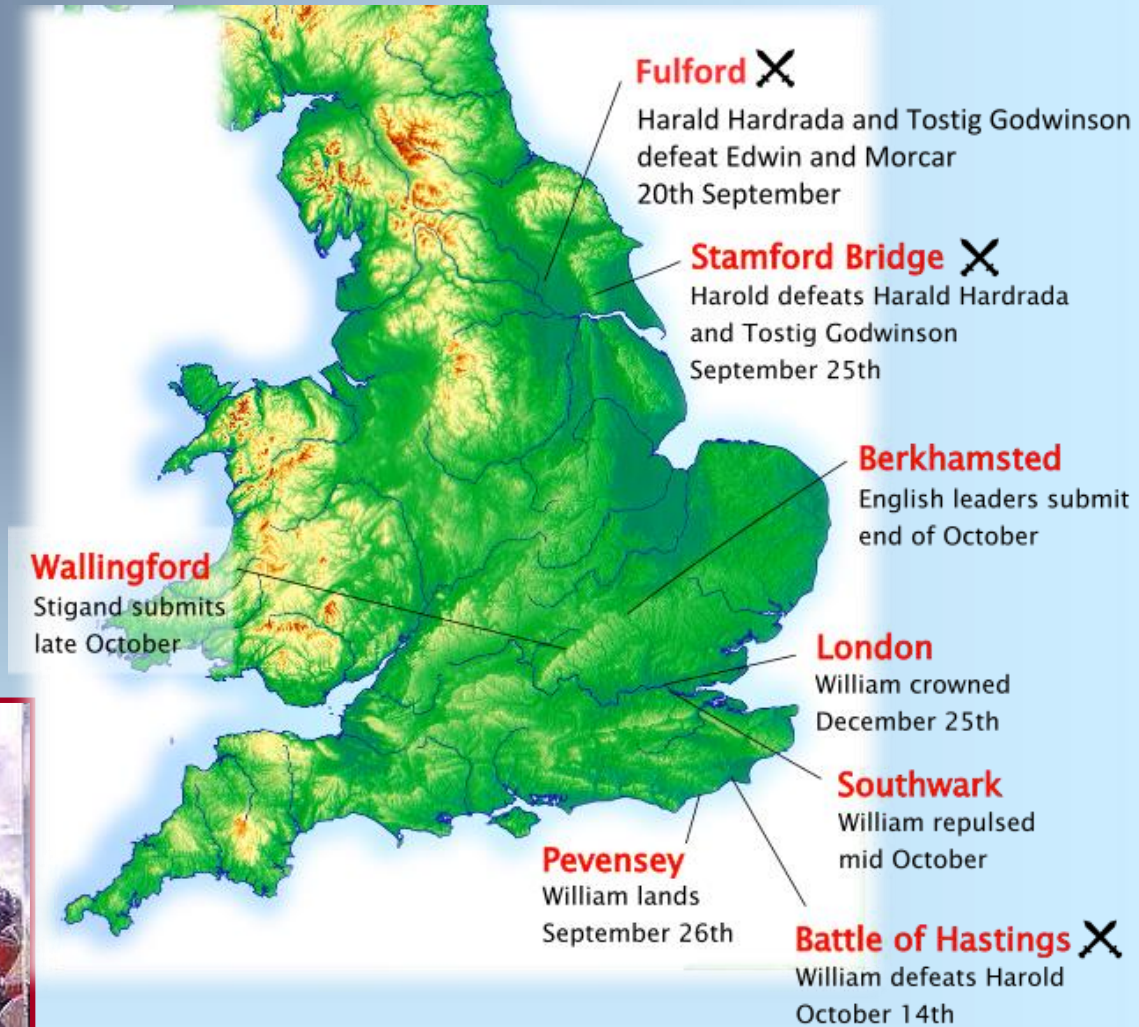 Fulford
Harald Hardrada and Tostig Godwinson
defeat Edwin and Morcar
20th September
Stamford Bridge
Harold defeats Harald Hardrada
and Tostig Godwinson
September 25th
Berkhamsted
English leaders submit
end of October
Wallingford
Stigand submits
late October
London
William crowned
December 25th
Southwark
William repulsed
mid October
Pevensey
William lands
September 26th
Battle of Hastings
William defeats Harold
October 14th